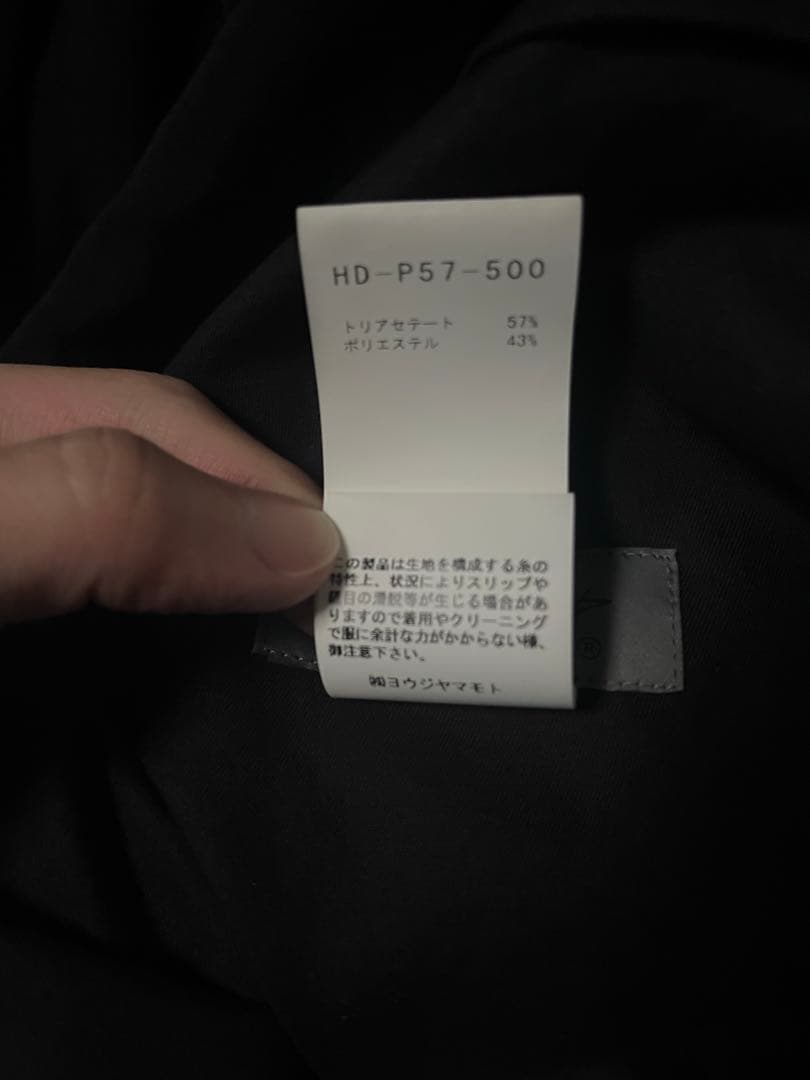 HD-P57-500
トリアセテート 57%
ポリエステル 43%
この製品は生地を構成する糸の
特性上、状況によりスリップや
縫目の滑脱等が生じる場合があ
りますので着用やクリーニング
で服に余計な力がかからない様、
御注意下さい。
㈱ヨウジヤマモト
®